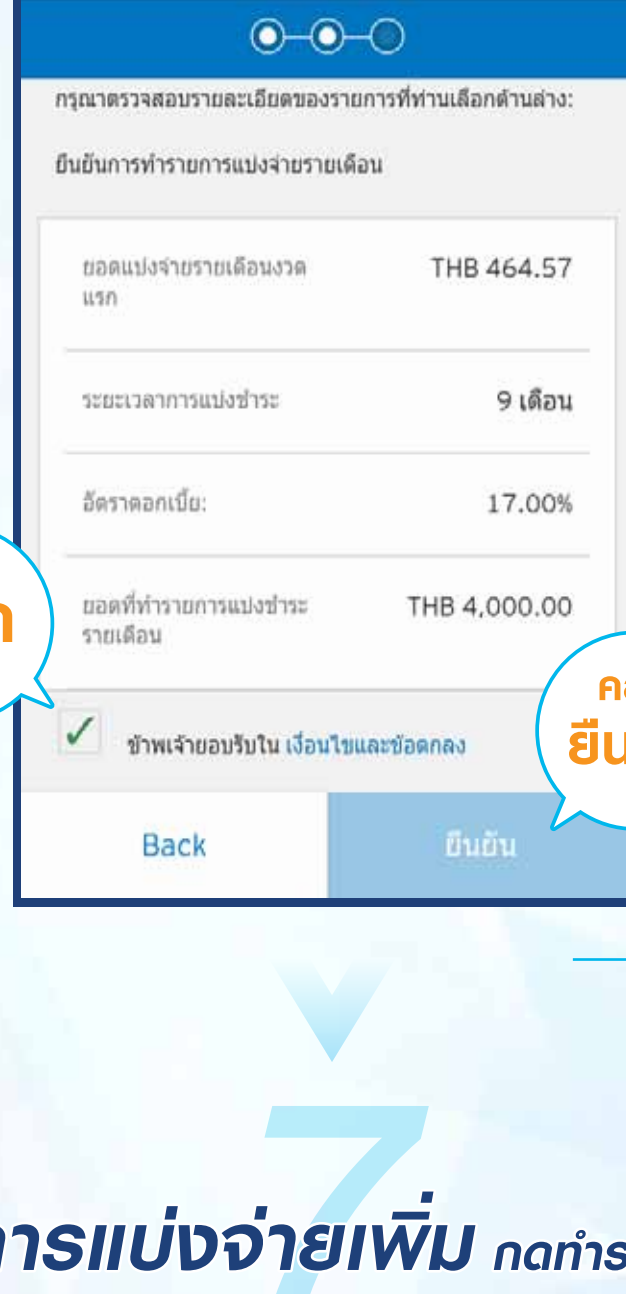 กรุณาตรวจสอบรายละเอียดของรายการที่ท่านเลือกด้านล่าง:
ยืนยันการทำรายการแบ่งจ่ายรายเดือน
ยอดแบ่งจ่ายรายเดือนงวด THB 464.57
แรก
ระยะเวลาการแบ่งชำระ 9 เดือน
อัตราดอกเบี้ย: 17.00%
ยอดที่ทำรายการแบ่งชำระ THB 4,000.00
รายเดือน
ข้าพเจ้ายอบรับใน เงื่อนไขและข้อตกลง
Back ยืนยัน
7
การแบ่งจ่ายเพิ่ม กดทำร